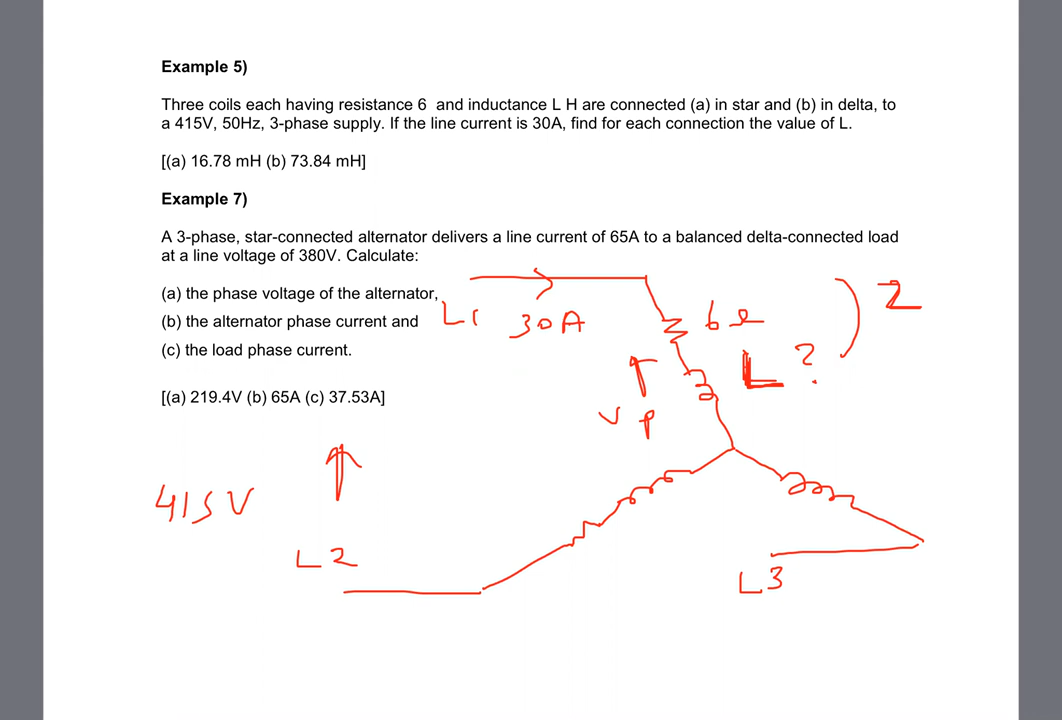 Example 5)
Three coils each having resistance 6 and inductance L H are connected (a) in star and (b) in delta, to
a 415V, 50Hz, 3-phase supply. If the line current is 30A, find for each connection the value of L.
[(a) 16.78 mH (b) 73.84 mH]
Example 7)
A 3-phase, star-connected alternator delivers a line current of 65A to a balanced delta-connected load
at a line voltage of 380V. Calculate:
(a) the phase voltage of the alternator,
(b) the alternator phase current and
(c) the load phase current.
[(a) 219.4V (b) 65A (c) 37.53A]
L1 30A
6Ω
Z
L ?
Vp
415V
L2
L3